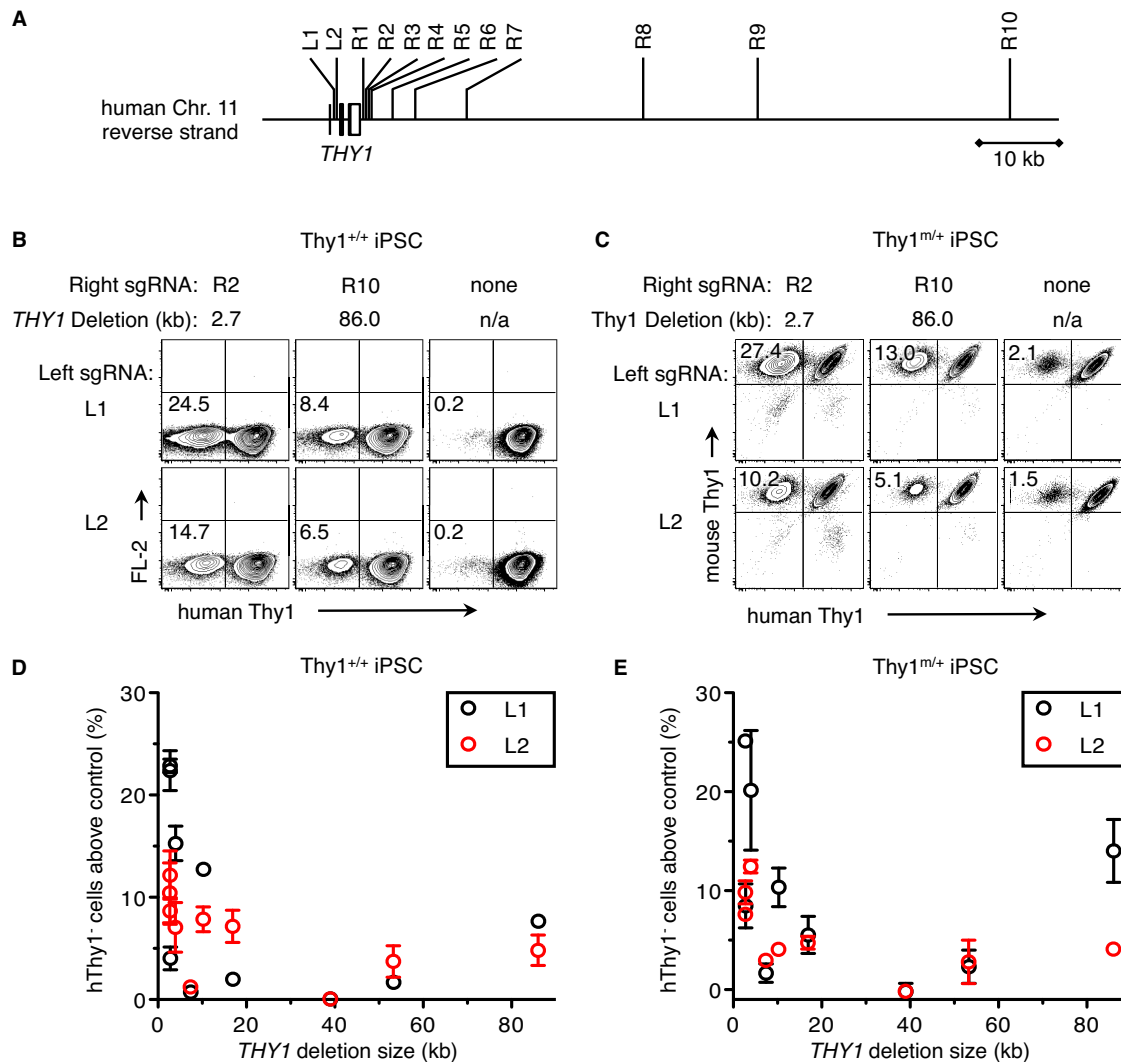 A
L1 L2 R1 R2 R3 R4 R5 R6 R7 R8 R9 R10
human Chr. 11
reverse strand
THY1
10 kb
B
Thy1+/+ iPSC
Right sgRNA: R2 R10 none
THY1 Deletion (kb): 2.7 86.0 n/a
Left sgRNA:
L1
24.5 8.4 0.2
L2
14.7 6.5 0.2
FL-2
human Thy1
C
Thy1m/+ iPSC
Right sgRNA: R2 R10 none
Thy1 Deletion (kb): 2.7 86.0 n/a
Left sgRNA:
27.4 13.0 2.1
L1
L2
10.2 5.1 1.5
mouse Thy1
human Thy1
D
Thy1+/+ iPSC
hThy1- cells above control (%)
30
20
10
0
L1
L2
0 20 40 60 80
THY1 deletion size (kb)
E
Thy1m/+ iPSC
hThy1- cells above control (%)
30
20
10
0
L1
L2
0 20 40 60 80
THY1 deletion size (kb)